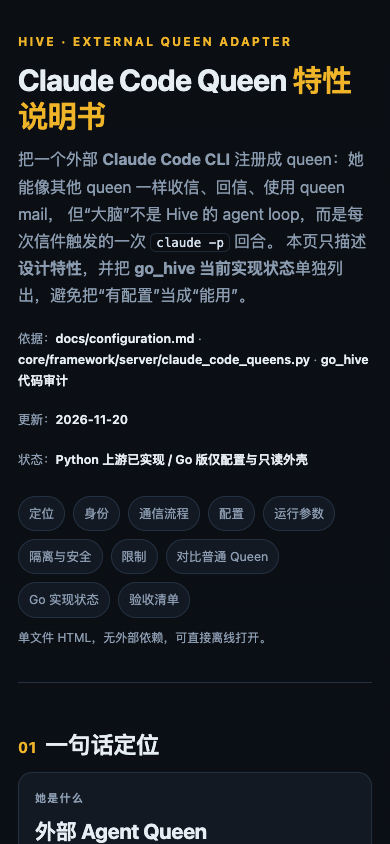 HIVE · EXTERNAL QUEEN ADAPTER
Claude Code Queen 特性
说明书
把一个外部 Claude Code CLI 注册成 queen：她
能像其他 queen 一样收信、回信、使用 queen
mail， 但“大脑”不是 Hive 的 agent loop，而是每
次信件触发的一次 claude -p 回合。 本页只描述
设计特性，并把 go_hive 当前实现状态单独列
出，避免把“有配置”当成“能用”。
依据：docs/configuration.md ·
core/framework/server/claude_code_queens.py · go_hive
代码审计
更新：2026-11-20
状态：Python 上游已实现 / Go 版仅配置与只读外壳
定位 身份 通信流程 配置 运行参数
隔离与安全 限制 对比普通 Queen
Go 实现状态 验收清单
单文件 HTML，无外部依赖，可直接离线打开。
01 一句话定位
她是什么
外部 Agent Queen